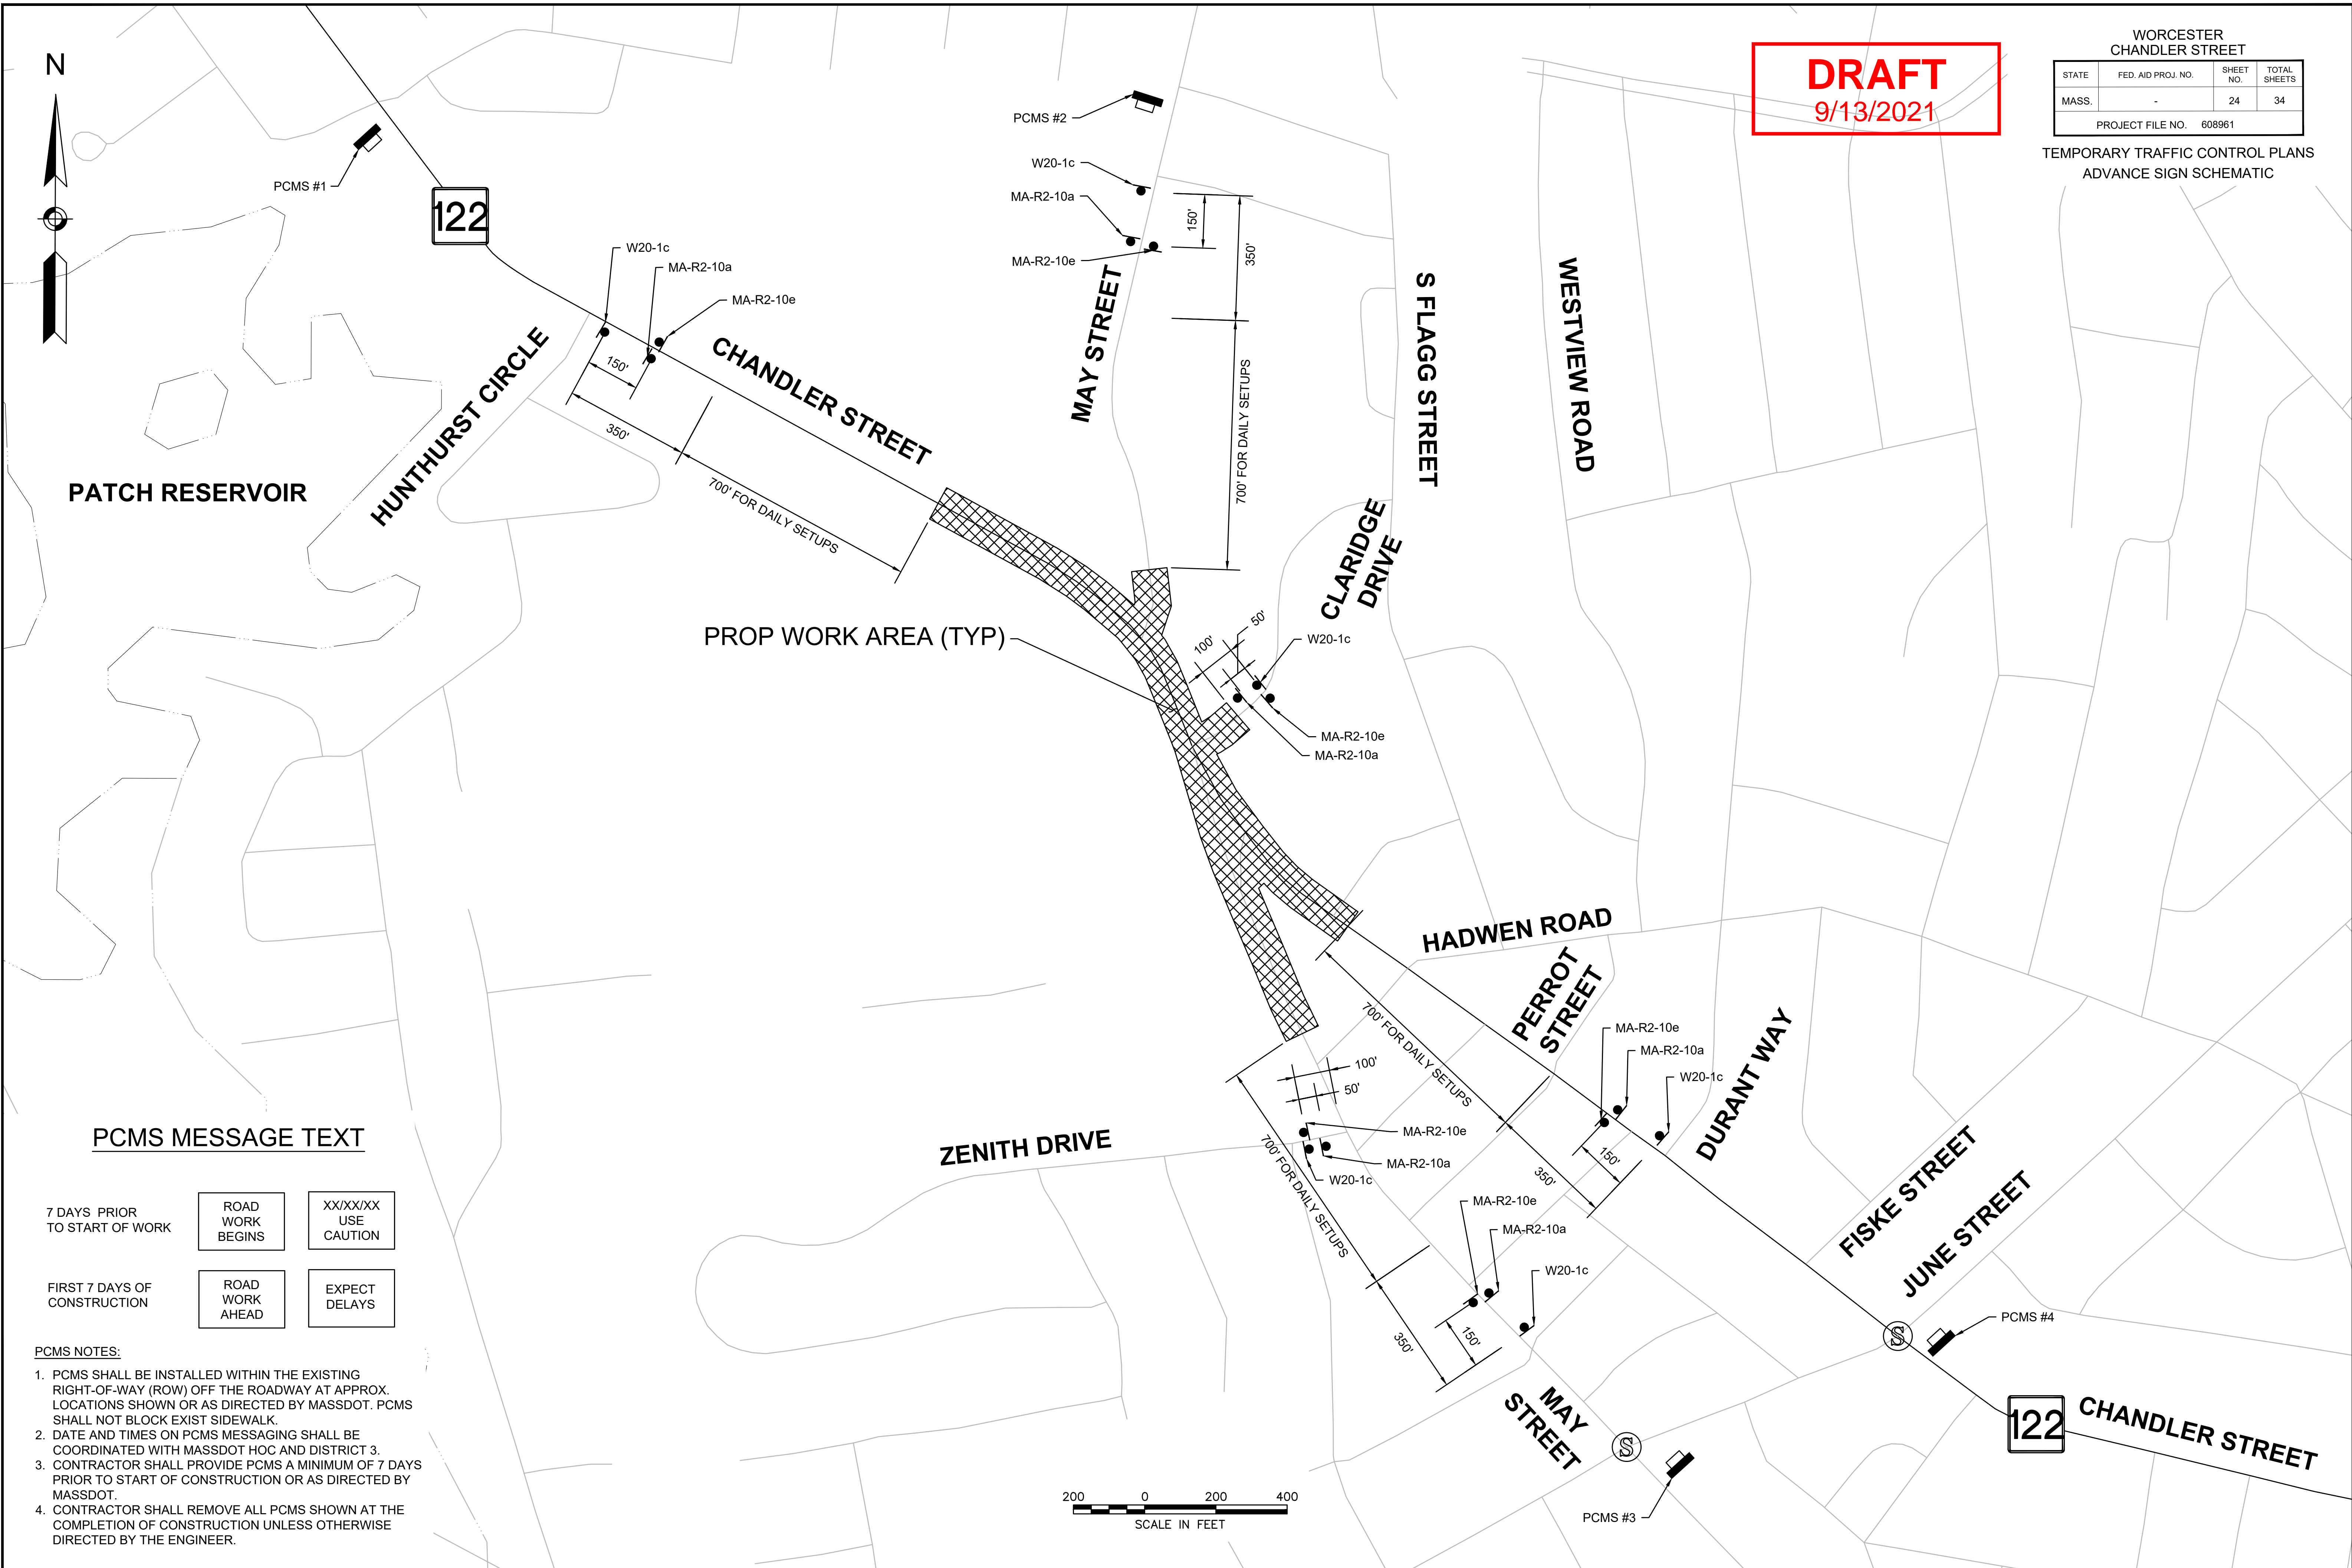 N
DRAFT
9/13/2021
WORCESTER
CHANDLER STREET
STATE
FED. AID PROJ. NO.
SHEET
NO.
TOTAL
SHEETS
MASS.
-
24
34
PROJECT FILE NO. 608961
TEMPORARY TRAFFIC CONTROL PLANS
ADVANCE SIGN SCHEMATIC
PCMS #1
122
PCMS #2
W20-1c
MA-R2-10a
MA-R2-10e
150'
350'
700' FOR DAILY SETUPS
MAY STREET
W20-1c
MA-R2-10a
MA-R2-10e
150'
350'
700' FOR DAILY SETUPS
CHANDLER STREET
HUNTHURST CIRCLE
PATCH RESERVOIR
S FLAGG STREET
WESTVIEW ROAD
CLARIDGE
DRIVE
PROP WORK AREA (TYP)
100'
50'
W20-1c
MA-R2-10e
MA-R2-10a
HADWEN ROAD
PERROT
STREET
700' FOR DAILY SETUPS
MA-R2-10e
MA-R2-10a
W20-1c
DURANT WAY
150'
350'
100'
50'
ZENITH DRIVE
MA-R2-10e
MA-R2-10a
W20-1c
700' FOR DAILY SETUPS
MA-R2-10e
MA-R2-10a
W20-1c
150'
350'
FISKE STREET
JUNE STREET
S
PCMS #4
MAY
STREET
S
PCMS #3
122
CHANDLER STREET
PCMS MESSAGE TEXT
7 DAYS PRIOR
TO START OF WORK
ROAD
WORK
BEGINS
XX/XX/XX
USE
CAUTION
FIRST 7 DAYS OF
CONSTRUCTION
ROAD
WORK
AHEAD
EXPECT
DELAYS
PCMS NOTES:
1. PCMS SHALL BE INSTALLED WITHIN THE EXISTING
RIGHT-OF-WAY (ROW) OFF THE ROADWAY AT APPROX.
LOCATIONS SHOWN OR AS DIRECTED BY MASSDOT. PCMS
SHALL NOT BLOCK EXIST SIDEWALK.
2. DATE AND TIMES ON PCMS MESSAGING SHALL BE
COORDINATED WITH MASSDOT HOC AND DISTRICT 3.
3. CONTRACTOR SHALL PROVIDE PCMS A MINIMUM OF 7 DAYS
PRIOR TO START OF CONSTRUCTION OR AS DIRECTED BY
MASSDOT.
4. CONTRACTOR SHALL REMOVE ALL PCMS SHOWN AT THE
COMPLETION OF CONSTRUCTION UNLESS OTHERWISE
DIRECTED BY THE ENGINEER.
200 0 200 400
SCALE IN FEET